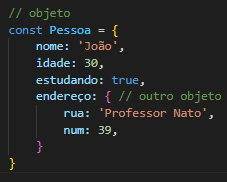 // objeto
const Pessoa = {
    nome: 'João',
    idade: 30,
    estudando: true,
    endereço: { // outro objeto
        rua: 'Professor Nato',
        num: 39,
    }
}